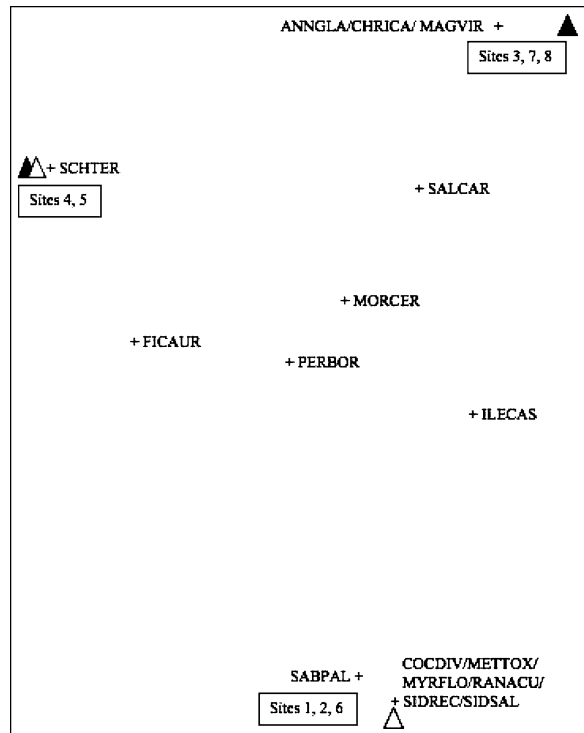 ANNGLA/CHRICA/ MAGVIR +
Sites 3, 7, 8
+ SCHTER
Sites 4, 5
+ SALCAR
+ MORCER
+ FICAUR
+ PERBOR
+ ILECAS
SABPAL +
Sites 1, 2, 6
COCDIV/METTOX/
MYRFLO/RANACU/
+ SIDREC/SIDSAL